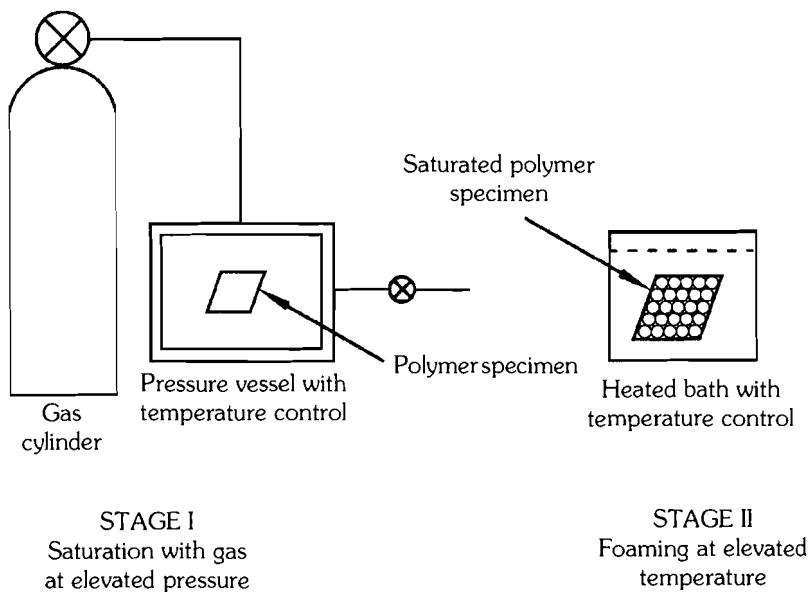 Saturated polymer
specimen
Polymer specimen
Gas
cylinder
Pressure vessel with
temperature control
Heated bath with
temperature control
STAGE I
Saturation with gas
at elevated pressure
STAGE II
Foaming at elevated
temperature